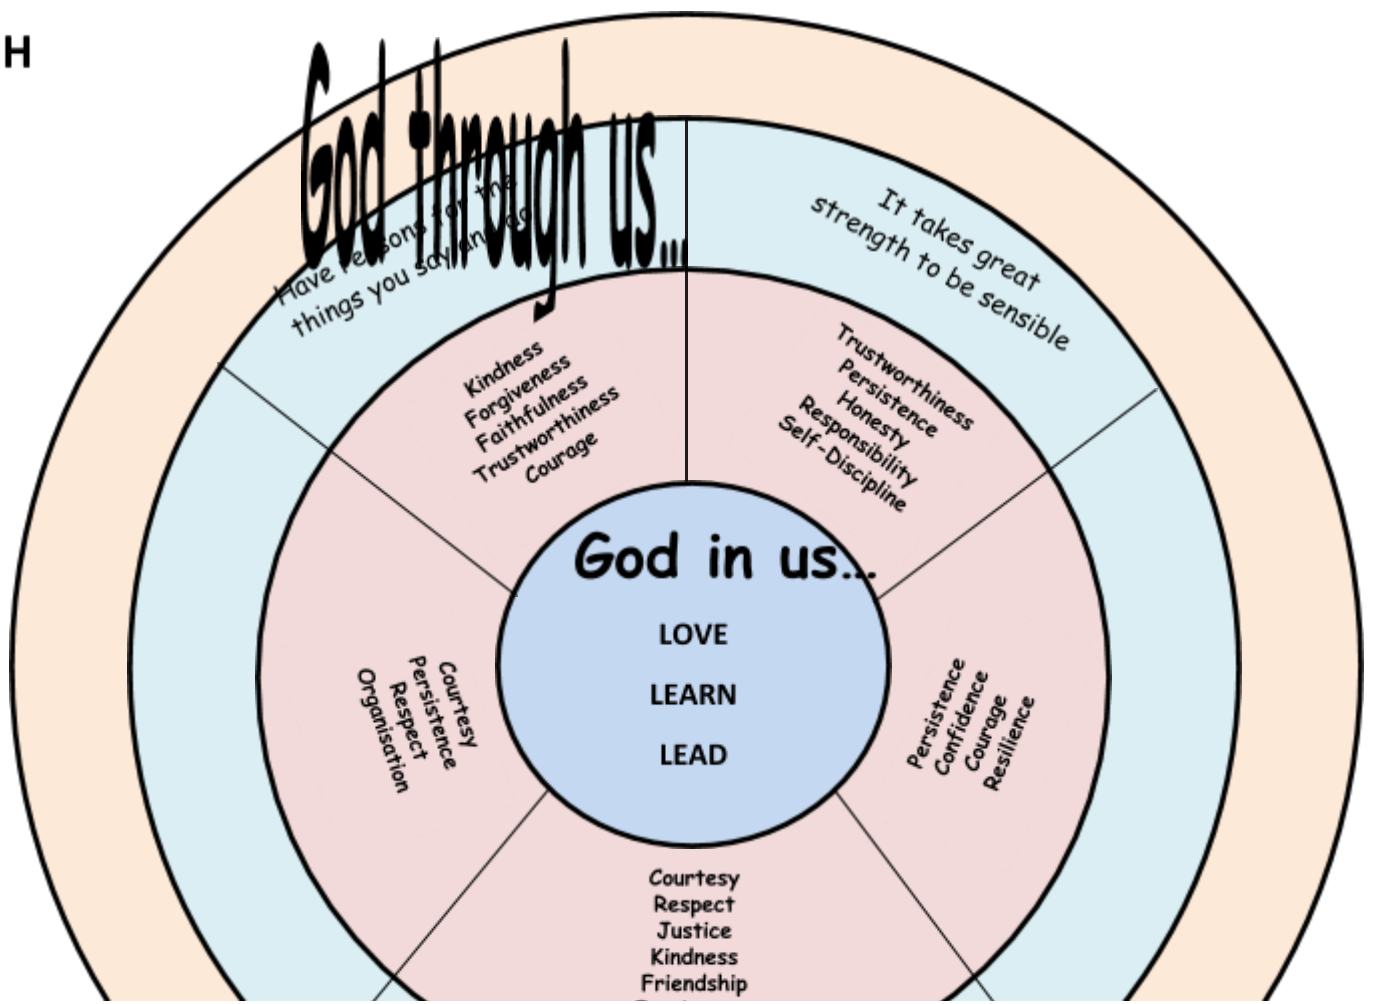 H
God through us...
Have reasons for the
things you say and do
It takes great
strength to be sensible
Kindness
Forgiveness
Faithfulness
Trustworthiness
Courage
Trustworthiness
Persistence
Honesty
Responsibility
Self-Discipline
God in us...
LOVE
LEARN
LEAD
Courtesy
Persistence
Respect
Organisation
Persistence
Confidence
Courage
Resilience
Courtesy
Respect
Justice
Kindness
Friendship